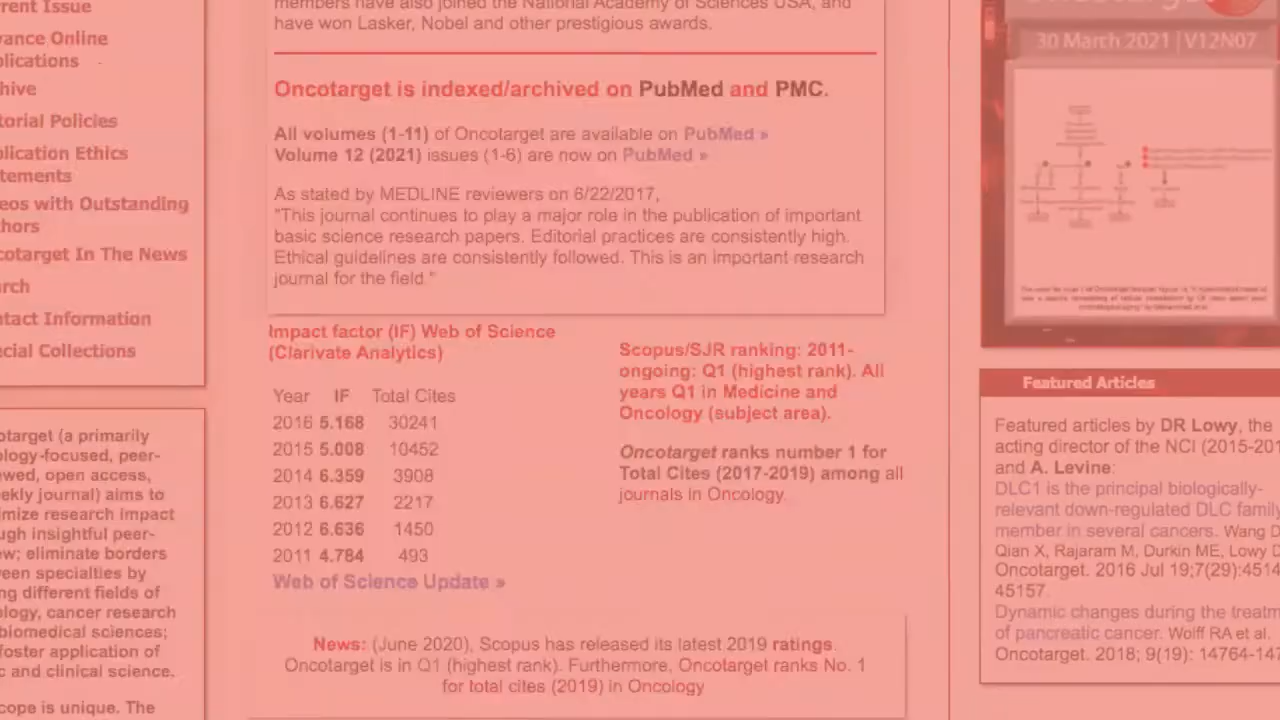 rent Issue
vance Online
olications
hive
torial Policies
olication Ethics
tements
eos with Outstanding
hors
cotarget In The News
arch
ntact Information
ecial Collections
otarget (a primarily
ology-focused, peer-
ewed, open access,
ekly journal) aims to
imize research impact
ugh insightful peer-
ew; eliminate borders
ween specialties by
ng different fields of
ology, cancer research
biomedical sciences;
foster application of
c and clinical science.
cope is unique. The
members have also joined the National Academy of Sciences USA, and
have won Lasker, Nobel and other prestigious awards.
Oncotarget is indexed/archived on PubMed and PMC.
All volumes (1-11) of Oncotarget are available on PubMed »
Volume 12 (2021) issues (1-6) are now on PubMed »
As stated by MEDLINE reviewers on 6/22/2017,
"This journal continues to play a major role in the publication of important
basic science research papers. Editorial practices are consistently high.
Ethical guidelines are consistently followed. This is an important research
journal for the field."
Impact factor (IF) Web of Science
(Clarivate Analytics)
Year IF Total Cites
2016 5.168 30241
2015 5.008 10452
2014 6.359 3908
2013 6.627 2217
2012 6.636 1450
2011 4.784 493
Web of Science Update »
Scopus/SJR ranking: 2011-
ongoing: Q1 (highest rank). All
years Q1 in Medicine and
Oncology (subject area).
Oncotarget ranks number 1 for
Total Cites (2017-2019) among all
journals in Oncology.
News: (June 2020), Scopus has released its latest 2019 ratings.
Oncotarget is in Q1 (highest rank). Furthermore, Oncotarget ranks No. 1
for total cites (2019) in Oncology
30 March 2021 | V12N07
Featured Articles
Featured articles by DR Lowy, the
acting director of the NCI (2015-201
and A. Levine:
DLC1 is the principal biologically-
relevant down-regulated DLC family
member in several cancers. Wang D
Qian X, Rajaram M, Durkin ME, Lowy D
Oncotarget. 2016 Jul 19;7(29):4514
45157.
Dynamic changes during the treatm
of pancreatic cancer. Wolff RA et al.
Oncotarget. 2018; 9(19): 14764-147